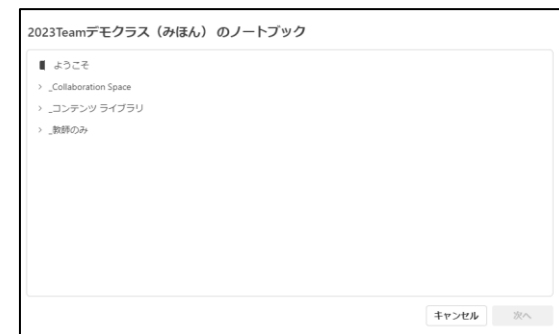 2023Teamデモクラス（みほん） のノートブック
ようこそ
_Collaboration Space
_コンテンツ ライブラリ
_教師のみ
キャンセル 次へ